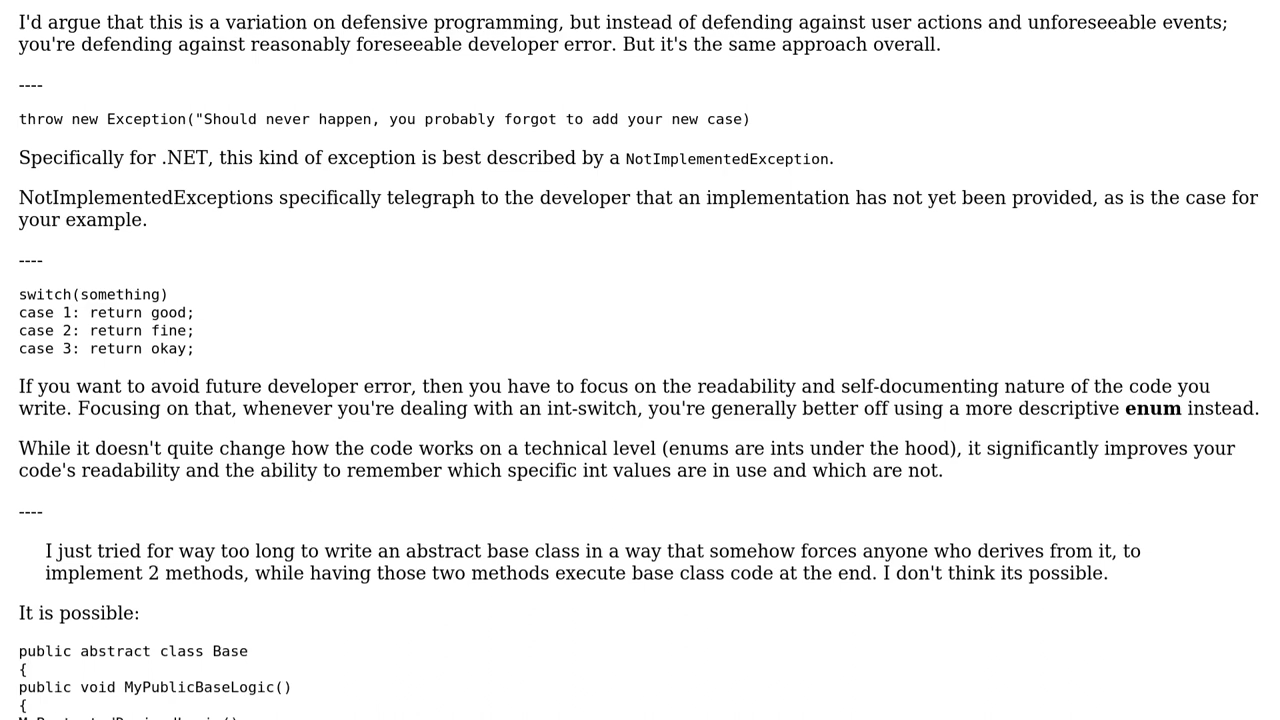 I'd argue that this is a variation on defensive programming, but instead of defending against user actions and unforeseeable events;
you're defending against reasonably foreseeable developer error. But it's the same approach overall.
----
throw new Exception("Should never happen, you probably forgot to add your new case)
Specifically for .NET, this kind of exception is best described by a NotImplementedException.
NotImplementedExceptions specifically telegraph to the developer that an implementation has not yet been provided, as is the case for
your example.
----
switch(something)
case 1: return good;
case 2: return fine;
case 3: return okay;
If you want to avoid future developer error, then you have to focus on the readability and self-documenting nature of the code you
write. Focusing on that, whenever you're dealing with an int-switch, you're generally better off using a more descriptive enum instead.
While it doesn't quite change how the code works on a technical level (enums are ints under the hood), it significantly improves your
code's readability and the ability to remember which specific int values are in use and which are not.
----
I just tried for way too long to write an abstract base class in a way that somehow forces anyone who derives from it, to
implement 2 methods, while having those two methods execute base class code at the end. I don't think its possible.
It is possible:
public abstract class Base
{
public void MyPublicBaseLogic()
{